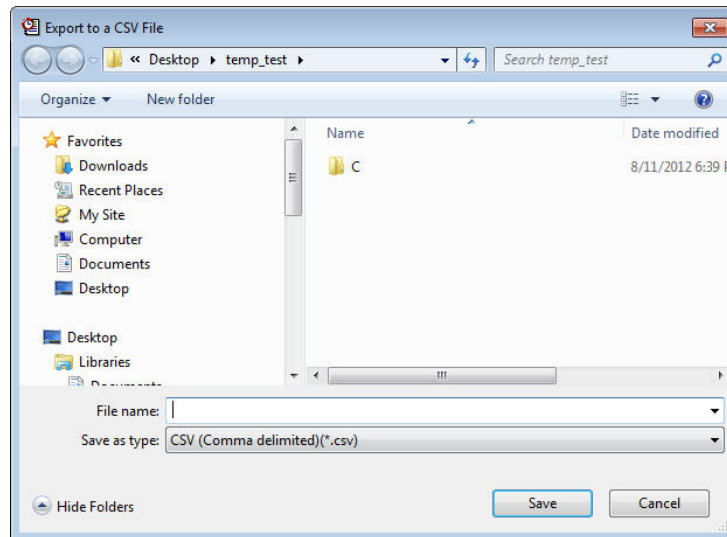 Export to a CSV File
« Desktop ▸ temp_test ▸
Search temp_test
Organize ▾ New folder
Favorites
Downloads
Recent Places
My Site
Computer
Documents
Desktop
Desktop
Libraries
Documents
Name Date modified
C 8/11/2012 6:39
File name:
Save as type: CSV (Comma delimited)(*.csv)
Hide Folders
Save Cancel